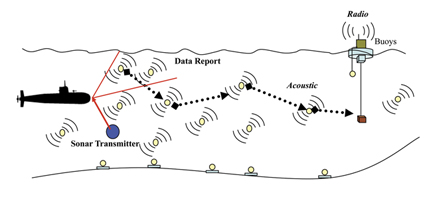 Radio
Buoys
Data Report
Acoustic
Sonar Transmitter